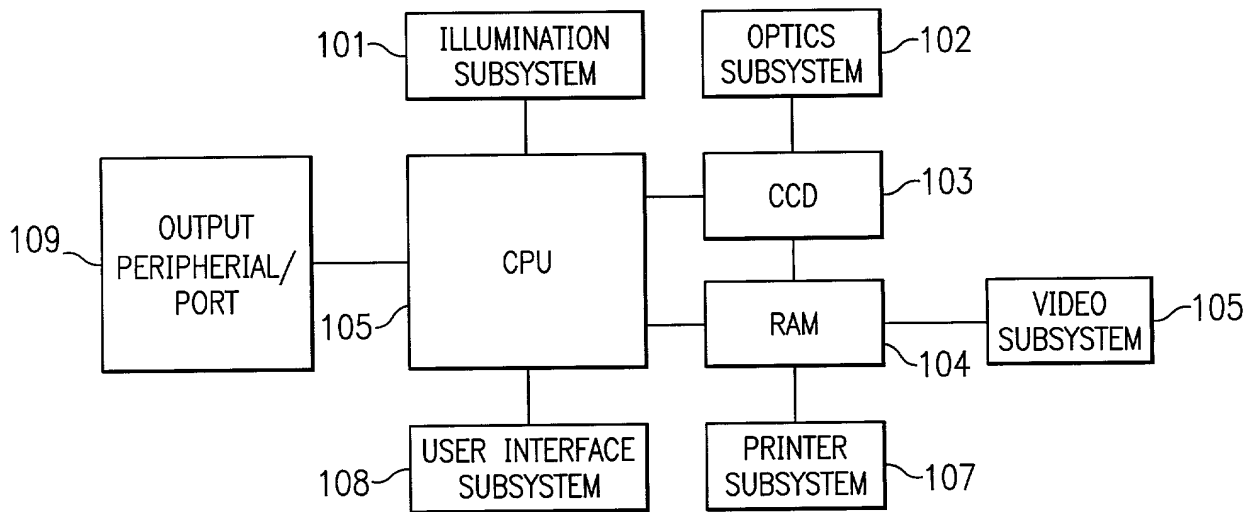 101
ILLUMINATION
SUBSYSTEM
OPTICS
SUBSYSTEM
102
109
OUTPUT
PERIPHERIAL/
PORT
CPU
105
CCD
103
RAM
104
VIDEO
SUBSYSTEM
105
108
USER INTERFACE
SUBSYSTEM
PRINTER
SUBSYSTEM
107